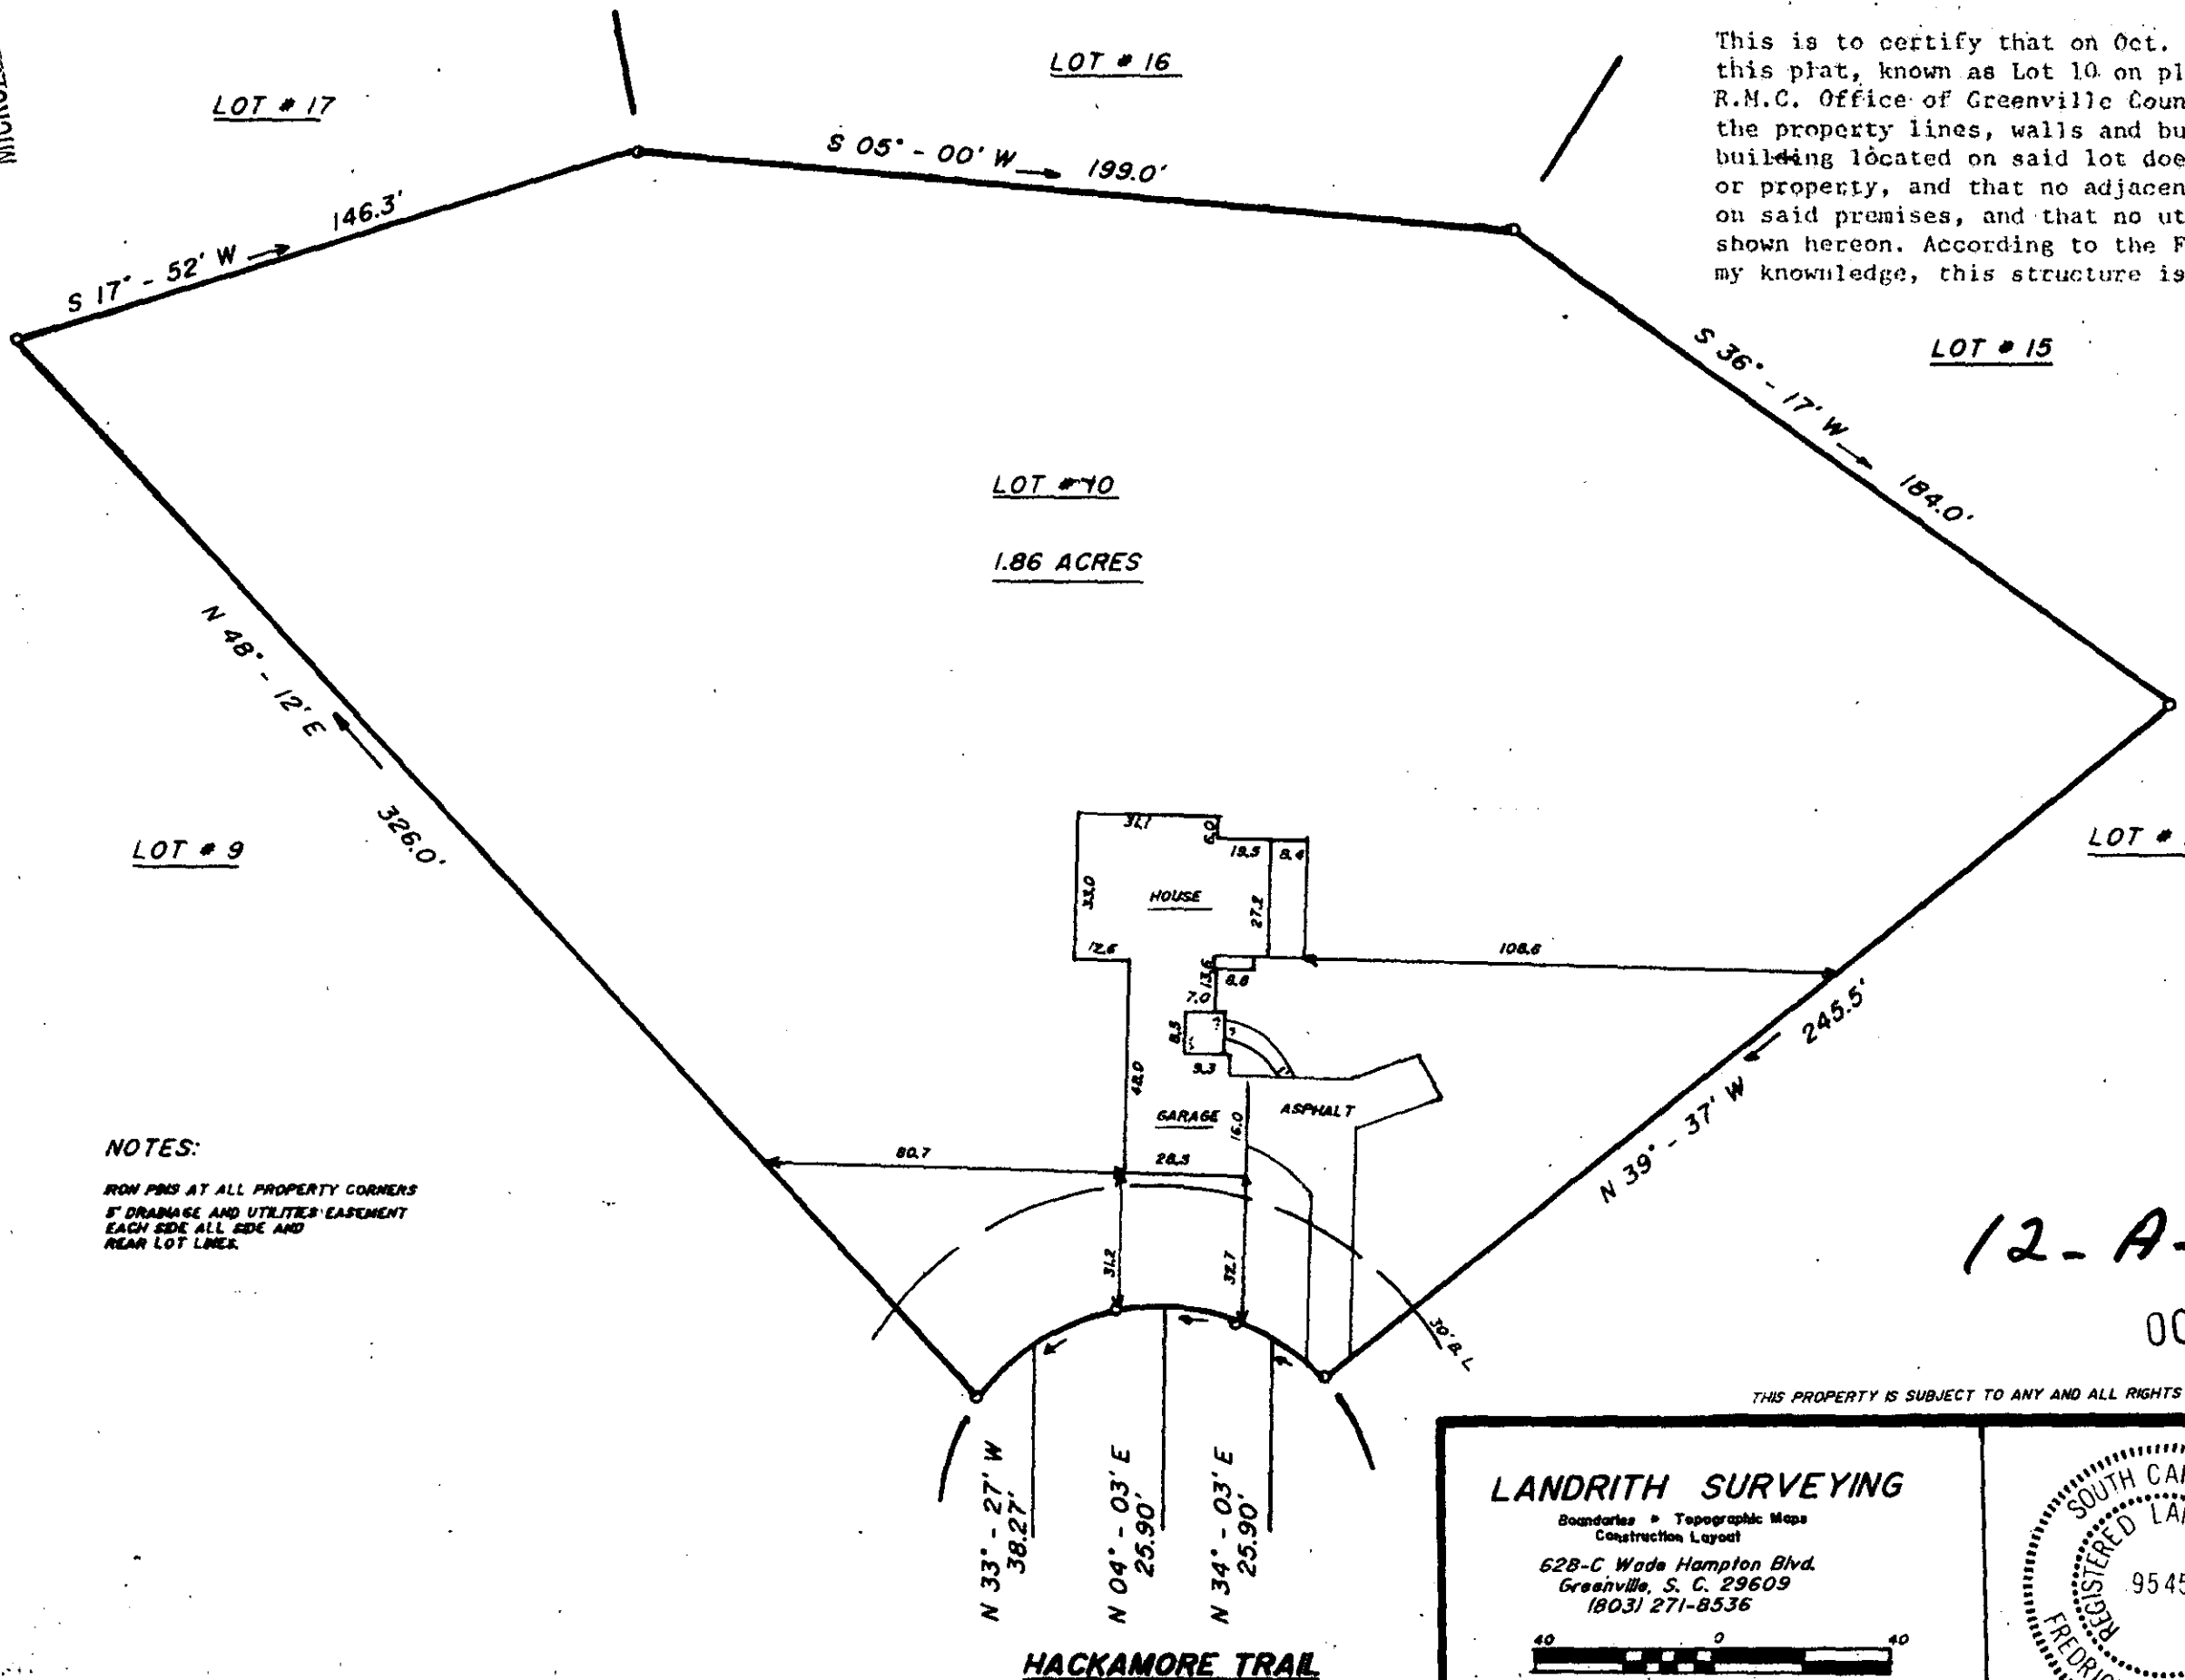 This is to certify that on Oct.
this plat, known as Lot 10 on pl
R.M.C. Office of Greenville Coun
the property lines, walls and bu
building located on said lot doe
or property, and that no adjacen
on said premises, and that no ut
shown hereon. According to the F
my knownledge, this structure is
LOT # 17
LOT # 16
S 05° - 00' W 199.0'
S 17° - 52' W 146.3'
S 36° - 17' W 184.0'
LOT # 15
LOT # 10
1.86 ACRES
N 48° - 12' E 326.0'
LOT # 9
LOT #
31.7
6.0
19.5 8.4
33.0
HOUSE
27.2
12.6
13.6
8.8
108.6
7.0
8.5
9.3
245.5'
N 39° - 37' W
48.0
GARAGE
16.0
ASPHALT
80.7
28.3
31.2
32.7
30' B. L
NOTES:
IRON PINS AT ALL PROPERTY CORNERS
5' DRAINAGE AND UTILITIES EASEMENT
EACH SIDE ALL SIDE AND
REAR LOT LINES.
12- A-
00
THIS PROPERTY IS SUBJECT TO ANY AND ALL RIGHTS
N 33° - 27' W
38.27'
N 04° - 03' E
25.90'
N 34° - 03' E
25.90'
HACKAMORE TRAIL
LANDRITH SURVEYING
Boundaries * Topographic Maps
Construction Layout
628-C Wade Hampton Blvd.
Greenville, S. C. 29609
(803) 271-8536
40 0 40
SOUTH CA
REGISTERED LA
954
FREDRI